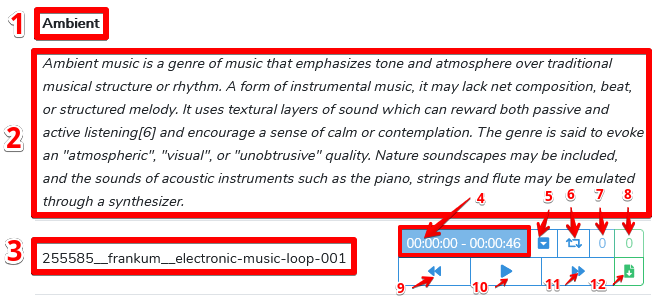 1 Ambient
Ambient music is a genre of music that emphasizes tone and atmosphere over traditional
musical structure or rhythm. A form of instrumental music, it may lack net composition, beat,
or structured melody. It uses textural layers of sound which can reward both passive and
2 active listening[6] and encourage a sense of calm or contemplation. The genre is said to evoke
an "atmospheric", "visual", or "unobtrusive" quality. Nature soundscapes may be included,
and the sounds of acoustic instruments such as the piano, strings and flute may be emulated
through a synthesizer.
4 5 6 7 8
00:00:00 - 00:00:46 0 0
3 255585__frankum__electronic-music-loop-001
9 10 11 12